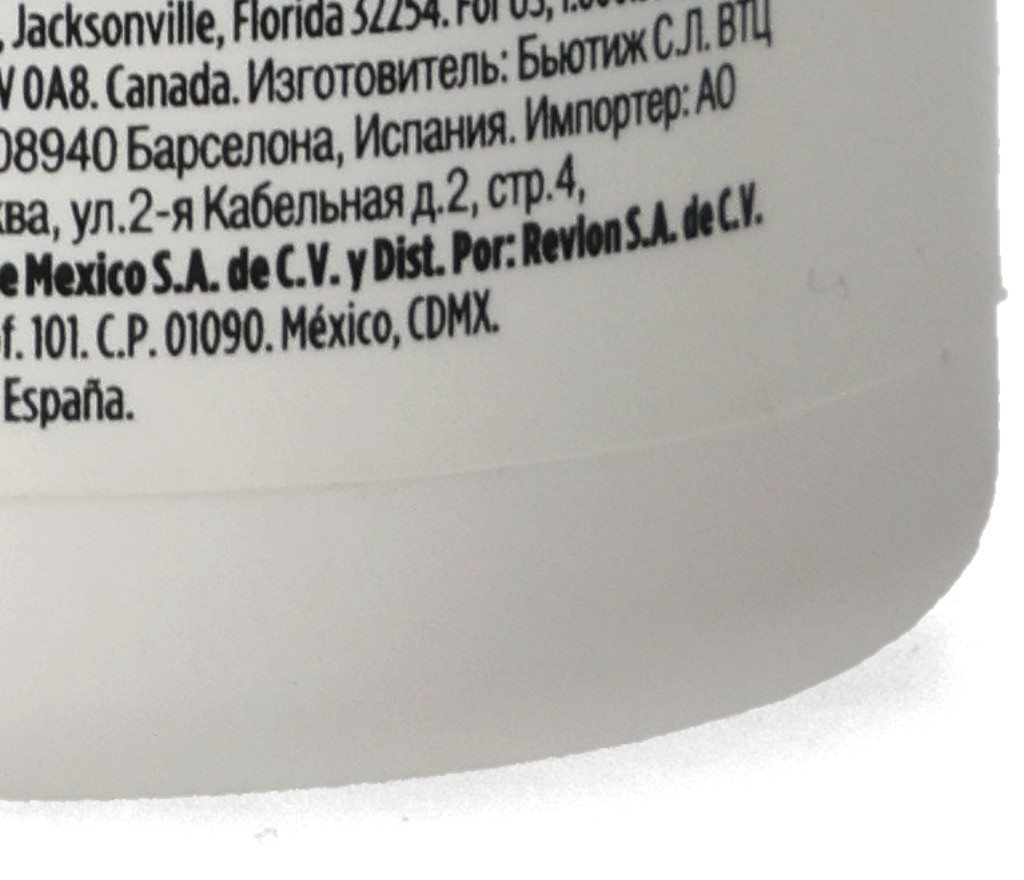 , Jacksonville, Florida 32254. For US,
0A8. Canada. Изготовитель: Бьютиж С.Л. ВТЦ
08940 Барселона, Испания. Импортер: АО
ул.2-я Кабельная д.2, стр.4,
Mexico S.A. de C.V. y Dist. Por: Revlon S.A. de C.V.
f. 101. C.P. 01090. México, CDMX.
España.